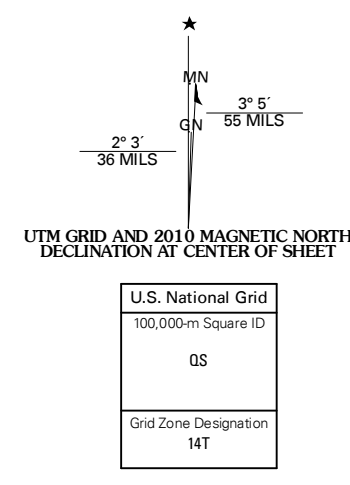 ★
MN
3° 5´
55 MILS
GN
2° 3´
36 MILS
UTM GRID AND 2010 MAGNETIC NORTH
DECLINATION AT CENTER OF SHEET
U.S. National Grid
100,000-m Square ID
QS
Grid Zone Designation
14T